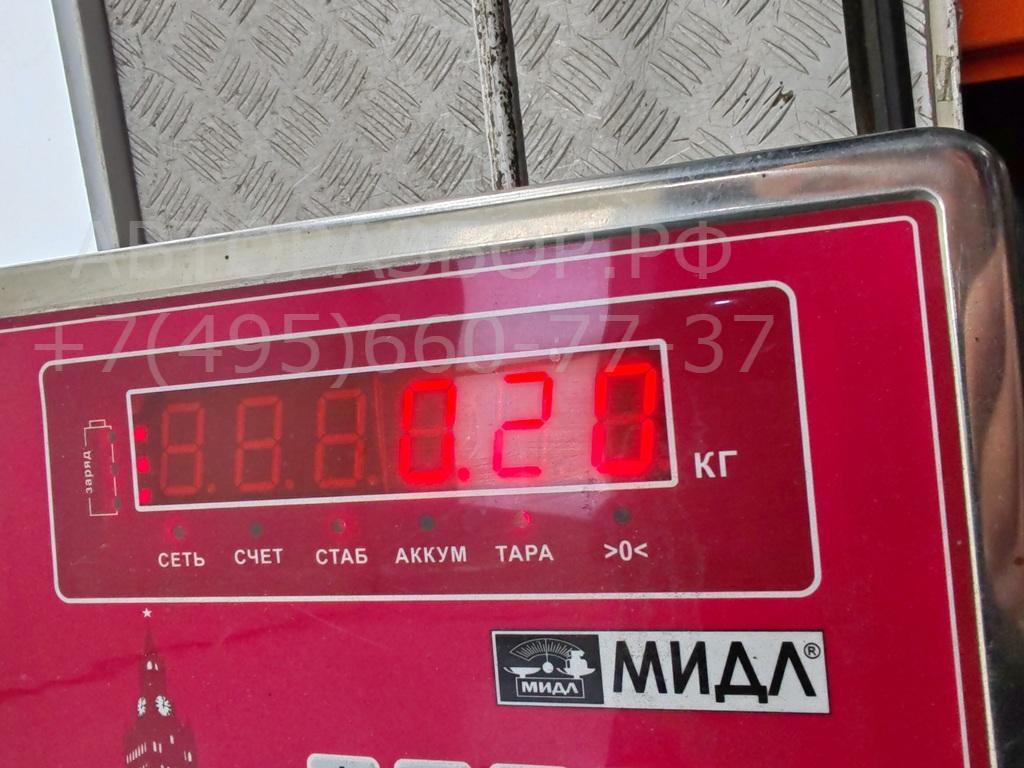 АВТОРАЗБОР.РФ
+7(495)660-77-37
заряд
0.20 КГ
СЕТЬ СЧЕТ СТАБ АККУМ ТАРА >0<
МИДЛ МИДЛ®